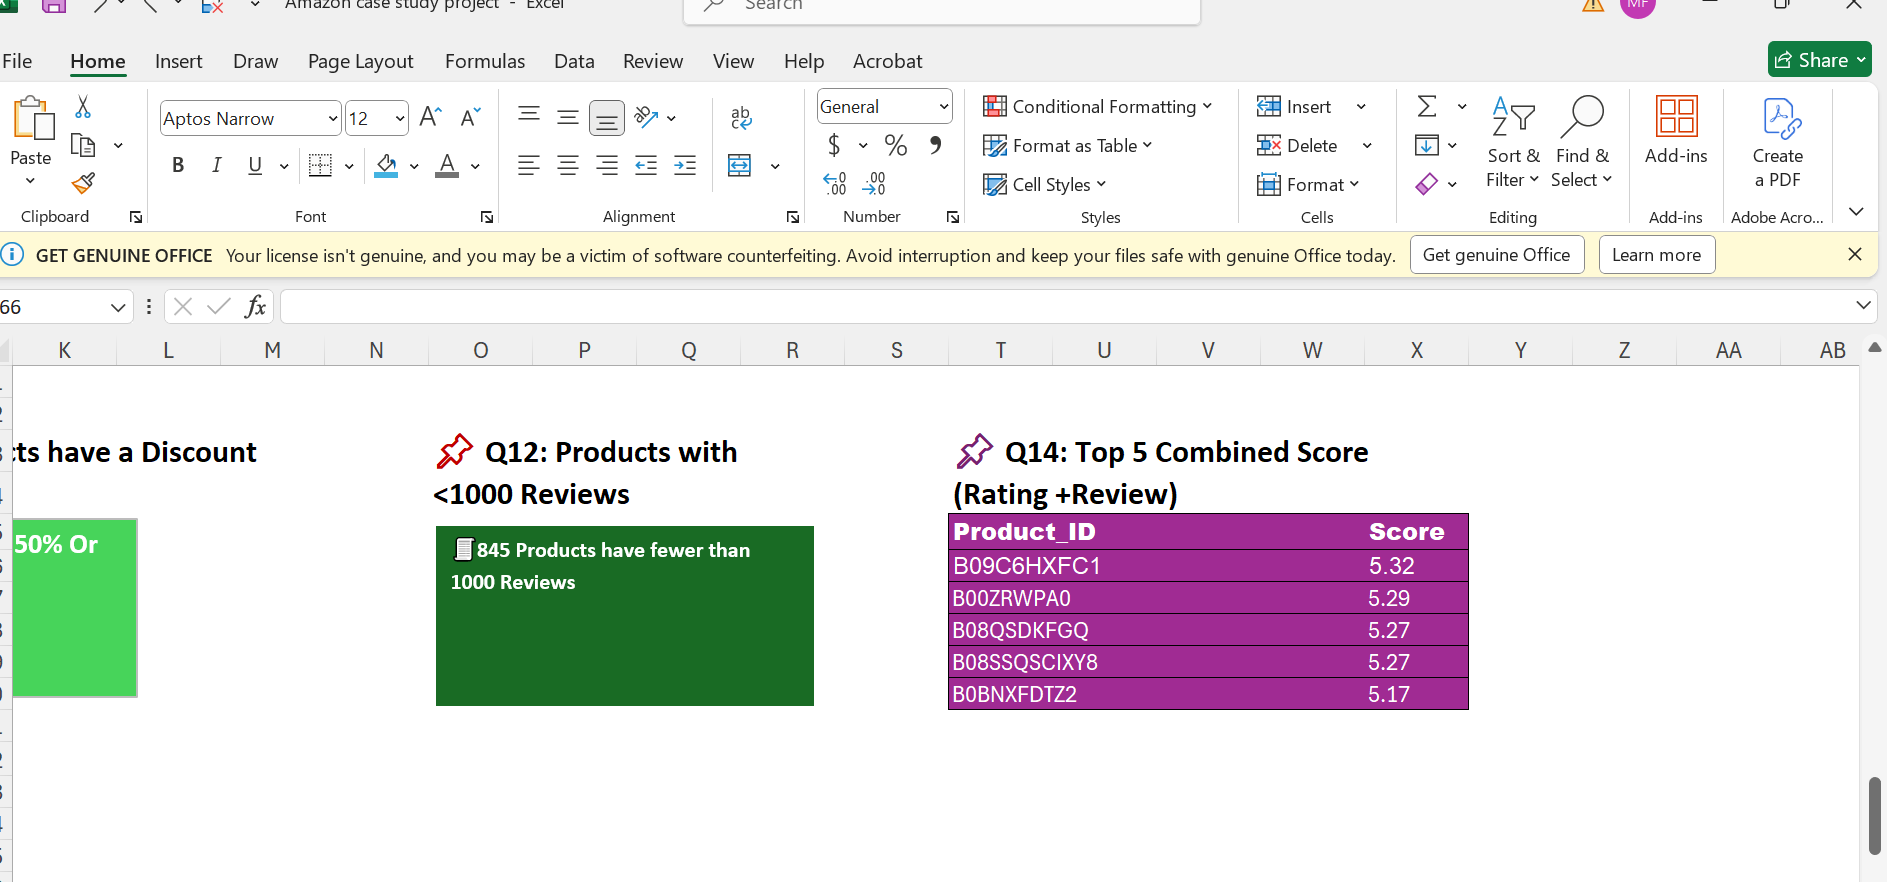 Amazon case study project - Excel
Search
MF
File Home Insert Draw Page Layout Formulas Data Review View Help Acrobat
Share
Paste
Clipboard
Aptos Narrow 12
B I U
Font
Alignment
General
$ %
Number
Conditional Formatting
Format as Table
Cell Styles
Styles
Insert
Delete
Format
Cells
Sort &
Filter
Find &
Select
Editing
Add-ins
Add-ins
Create
a PDF
Adobe Acro...
GET GENUINE OFFICE Your license isn't genuine, and you may be a victim of software counterfeiting. Avoid interruption and keep your files safe with genuine Office today. Get genuine Office Learn more
66
fx
K L M N O P Q R S T U V W X Y Z AA AB
ts have a Discount
50% Or
Q12: Products with
<1000 Reviews
845 Products have fewer than
1000 Reviews
Q14: Top 5 Combined Score
(Rating +Review)
Product_ID Score
B09C6HXFC1 5.32
B00ZRWPA0 5.29
B08QSDKFGQ 5.27
B08SSQSCIXY8 5.27
B0BNXFDTZ2 5.17